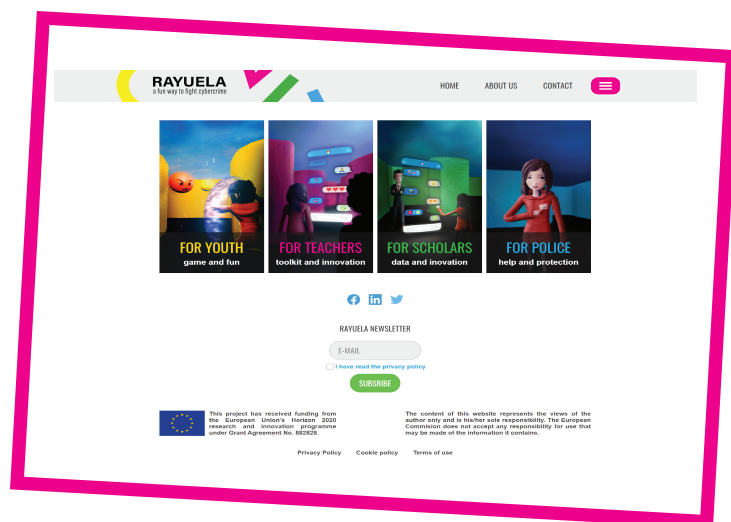 RAYUELA
a fun way to fight cybercrime
HOME ABOUT US CONTACT
FOR YOUTH
game and fun
FOR TEACHERS
toolkit and innovation
FOR SCHOLARS
data and inovation
FOR POLICE
help and protection
RAYUELA NEWSLETTER
E-MAIL
I have read the privacy policy
SUBSRIBE
This project has received funding from
the European Union's Horizon 2020
research and innovation programme
under Grant Agreement No. 882828.
The content of this website represents the views of the
author only and is his/her sole responsibility. The European
Commision does not accept any responsibility for use that
may be made of the information it contains.
Privacy Policy Cookie policy Terms of use